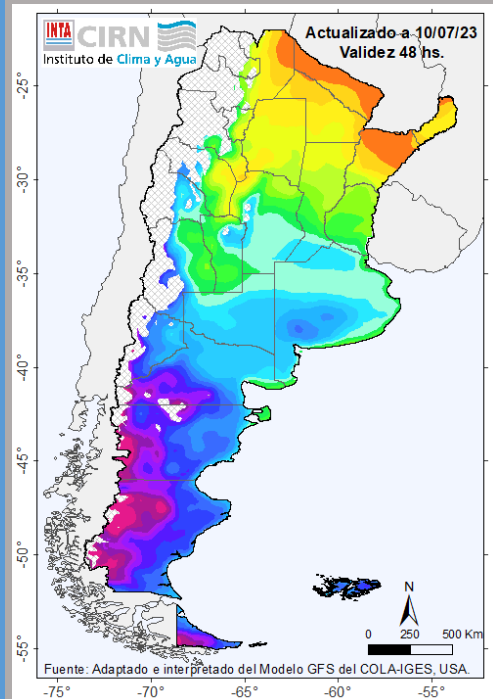 INTA CIRN
Instituto de Clima y Agua
Actualizado a 10/07/23
Validez 48 hs.
-25°
-30°
-35°
-40°
-45°
-50°
-55°
N
0 250 500 Km
Fuente: Adaptado e interpretado del Modelo GFS del COLA-IGES, USA.
-75° -70° -65° -60° -55°